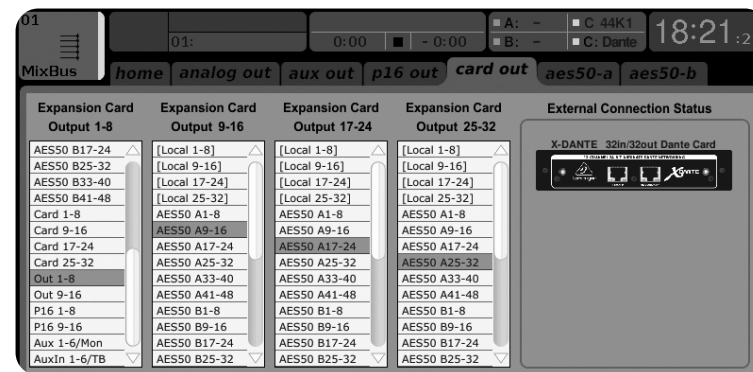 01
01:
0:00
- 0:00
A: -
B: -
C 44K1
C: Dante
18:21:2
MixBus
home
analog out
aux out
p16 out
card out
aes50-a
aes50-b
Expansion Card
Output 1-8
AES50 B17-24
AES50 B25-32
AES50 B33-40
AES50 B41-48
Card 1-8
Card 9-16
Card 17-24
Card 25-32
Out 1-8
Out 9-16
P16 1-8
P16 9-16
Aux 1-6/Mon
AuxIn 1-6/TB
Expansion Card
Output 9-16
[Local 1-8]
[Local 9-16]
[Local 17-24]
[Local 25-32]
AES50 A1-8
AES50 A9-16
AES50 A17-24
AES50 A25-32
AES50 A33-40
AES50 A41-48
AES50 B1-8
AES50 B9-16
AES50 B17-24
AES50 B25-32
Expansion Card
Output 17-24
[Local 1-8]
[Local 9-16]
[Local 17-24]
[Local 25-32]
AES50 A1-8
AES50 A9-16
AES50 A17-24
AES50 A25-32
AES50 A33-40
AES50 A41-48
AES50 B1-8
AES50 B9-16
AES50 B17-24
AES50 B25-32
Expansion Card
Output 25-32
[Local 1-8]
[Local 9-16]
[Local 17-24]
[Local 25-32]
AES50 A1-8
AES50 A9-16
AES50 A17-24
AES50 A25-32
AES50 A33-40
AES50 A41-48
AES50 B1-8
AES50 B9-16
AES50 B17-24
AES50 B25-32
External Connection Status
X-DANTE 32in/32out Dante Card